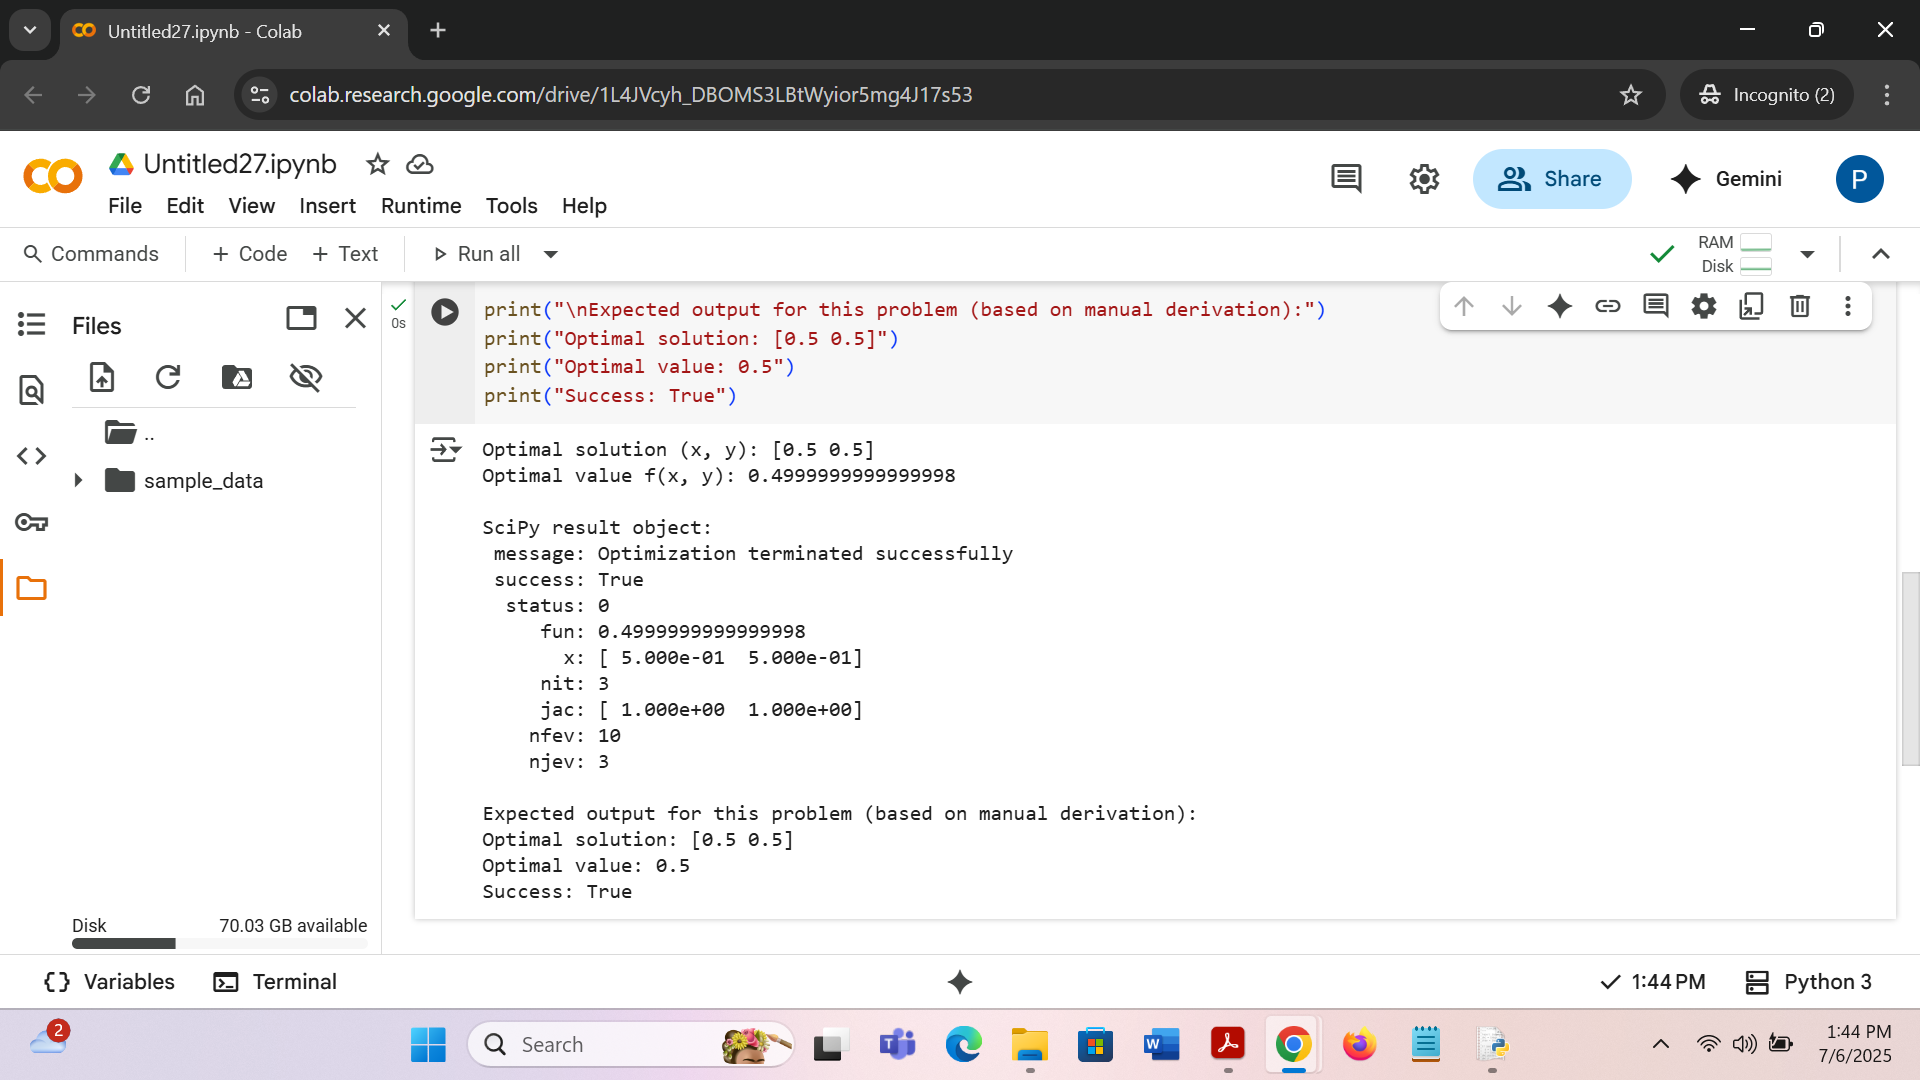 Untitled27.ipynb - Colab
colab.research.google.com/drive/1L4JVcyh_DBOMS3LBtWyior5mg4J17s53
Incognito (2)
Untitled27.ipynb
Share
Gemini
P
File Edit View Insert Runtime Tools Help
Commands + Code + Text Run all
RAM
Disk
Files
..
sample_data
Disk 70.03 GB available
0s
print("\nExpected output for this problem (based on manual derivation):")
print("Optimal solution: [0.5 0.5]")
print("Optimal value: 0.5")
print("Success: True")
Optimal solution (x, y): [0.5 0.5]
Optimal value f(x, y): 0.4999999999999998
SciPy result object:
message: Optimization terminated successfully
success: True
status: 0
fun: 0.4999999999999998
x: [ 5.000e-01  5.000e-01]
nit: 3
jac: [ 1.000e+00  1.000e+00]
nfev: 10
njev: 3
Expected output for this problem (based on manual derivation):
Optimal solution: [0.5 0.5]
Optimal value: 0.5
Success: True
Variables Terminal
1:44 PM Python 3
2
Search
1:44 PM
7/6/2025